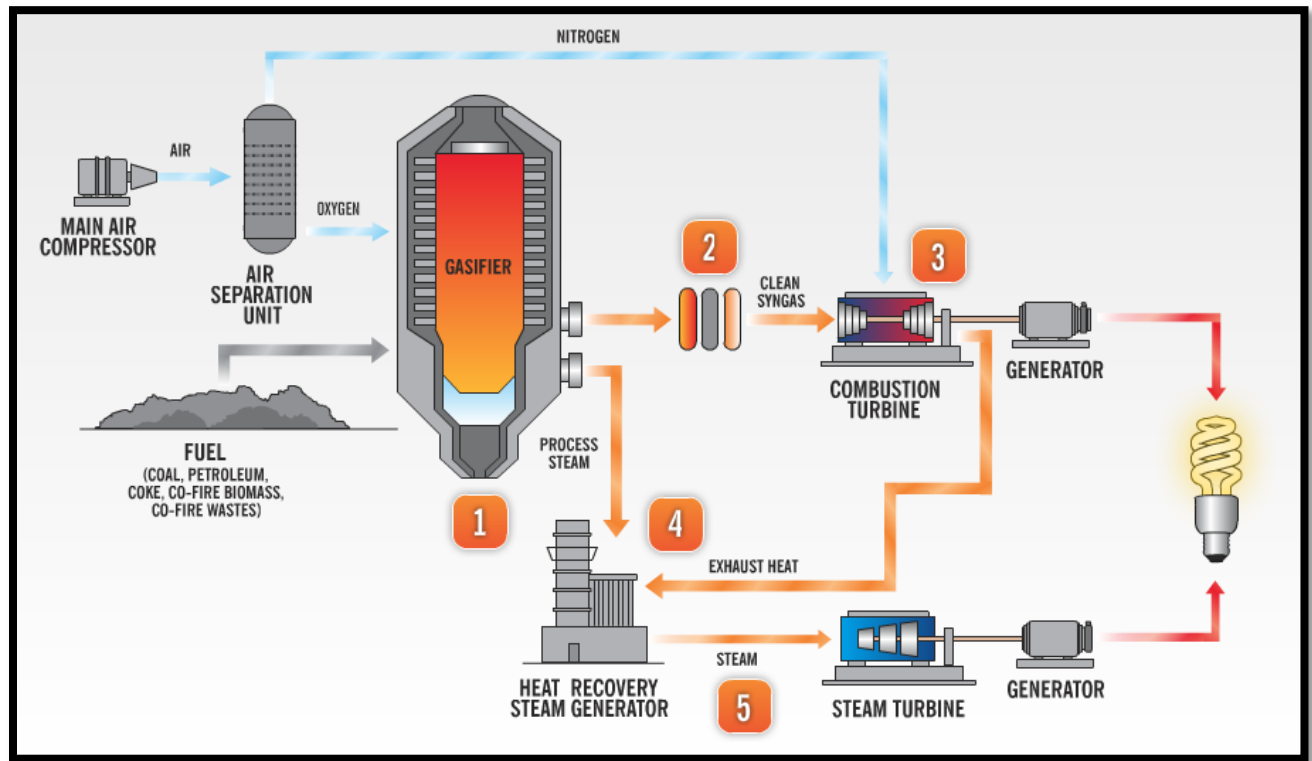 NITROGEN
AIR
MAIN AIR
COMPRESSOR
OXYGEN
AIR
SEPARATION
UNIT
GASIFIER
2
CLEAN
SYNGAS
3
COMBUSTION
TURBINE
GENERATOR
FUEL
(COAL, PETROLEUM,
COKE, CO-FIRE BIOMASS,
CO-FIRE WASTES)
PROCESS
STEAM
1
4
EXHAUST HEAT
HEAT RECOVERY
STEAM GENERATOR
STEAM
5
STEAM TURBINE
GENERATOR